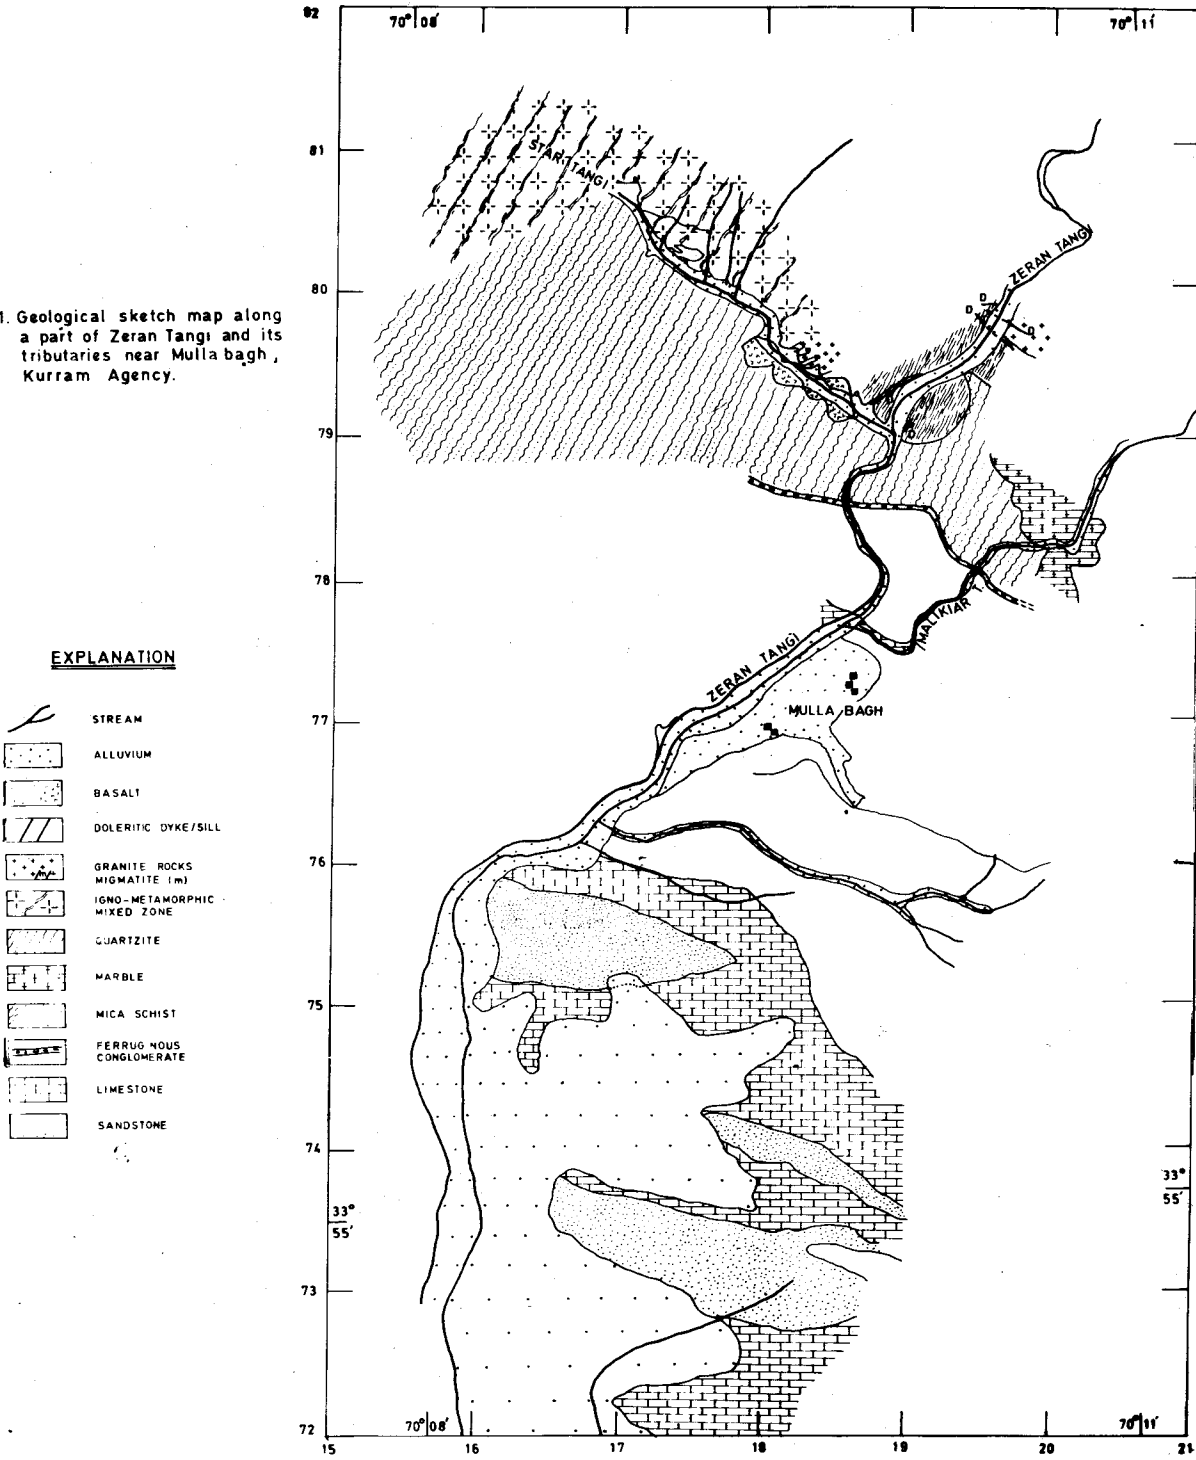 82
70° 08′
70° 11′
81
START TANGI
ZERAN TANGI
80
D
D
D
1. Geological sketch map along
a part of Zeran Tangi and its
tributaries near Mulla bagh,
Kurram Agency.
79
D
78
MALIKIAR T.
ZERAN TANGI
EXPLANATION
STREAM
77
MULLA BAGH
ALLUVIUM
BASALT
DOLERITIC DYKE/SILL
76
GRANITE ROCKS
MIGMATITE (m)
IGNO-METAMORPHIC
MIXED ZONE
QUARTZITE
MARBLE
75
MICA SCHIST
FERRUG NOUS
CONGLOMERATE
LIMESTONE
SANDSTONE
74
33°
55′
33°
55′
73
72
70° 08′
70° 11′
15
16
17
18
19
20
21